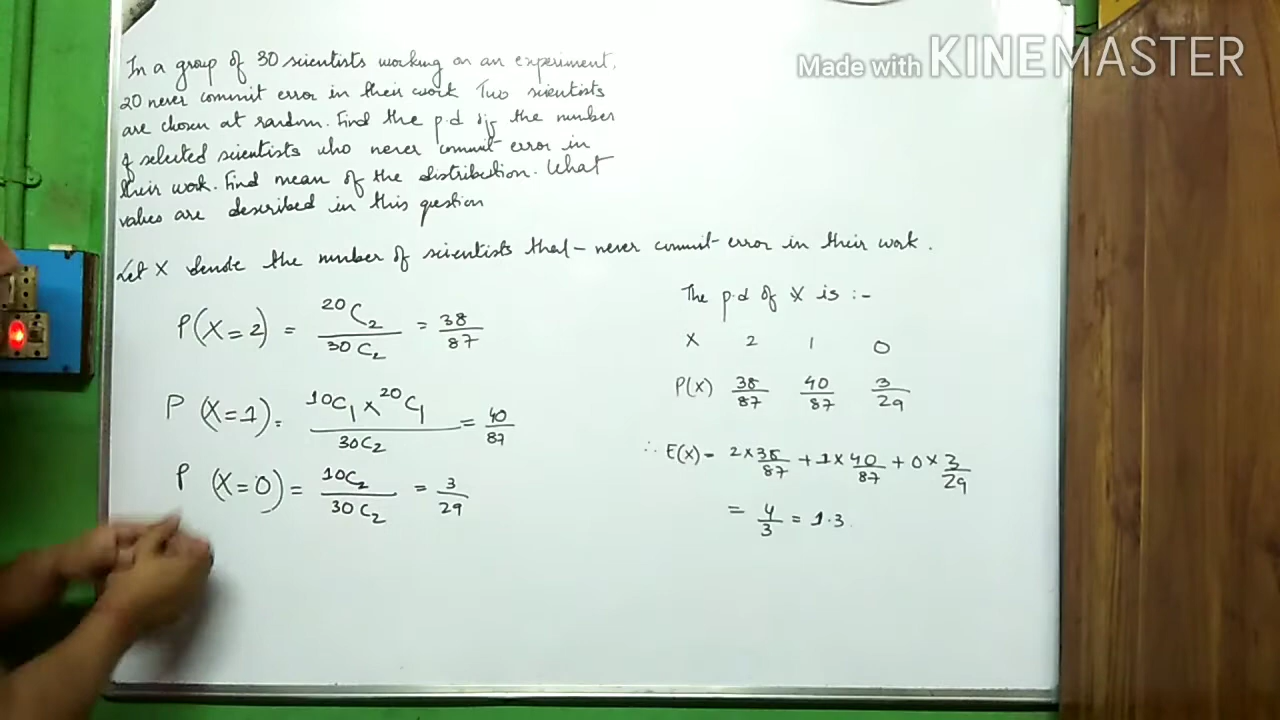 Made with KINEMASTER
In a group of 30 scientists working on an experiment,
20 never commit error in their work Two scientists
are chosen at random. Find the p.d of the number
of selected scientists who never commit error in
their work. Find mean of the distribution. What
values are described in this question
Let X denote the number of scientists that - never commit error in their work.
P(X=2) = 20C2 / 30C2 = 38/87
P(X=1) = 10C1 × 20C1 / 30C2 = 40/87
P(X=0) = 10C2 / 30C2 = 3/29
The p.d of X is :-
X 2 1 0
P(X) 38/87 40/87 3/29
∴ E(X) = 2×38/87 + 1×40/87 + 0×3/29
= 4/3 = 1.3